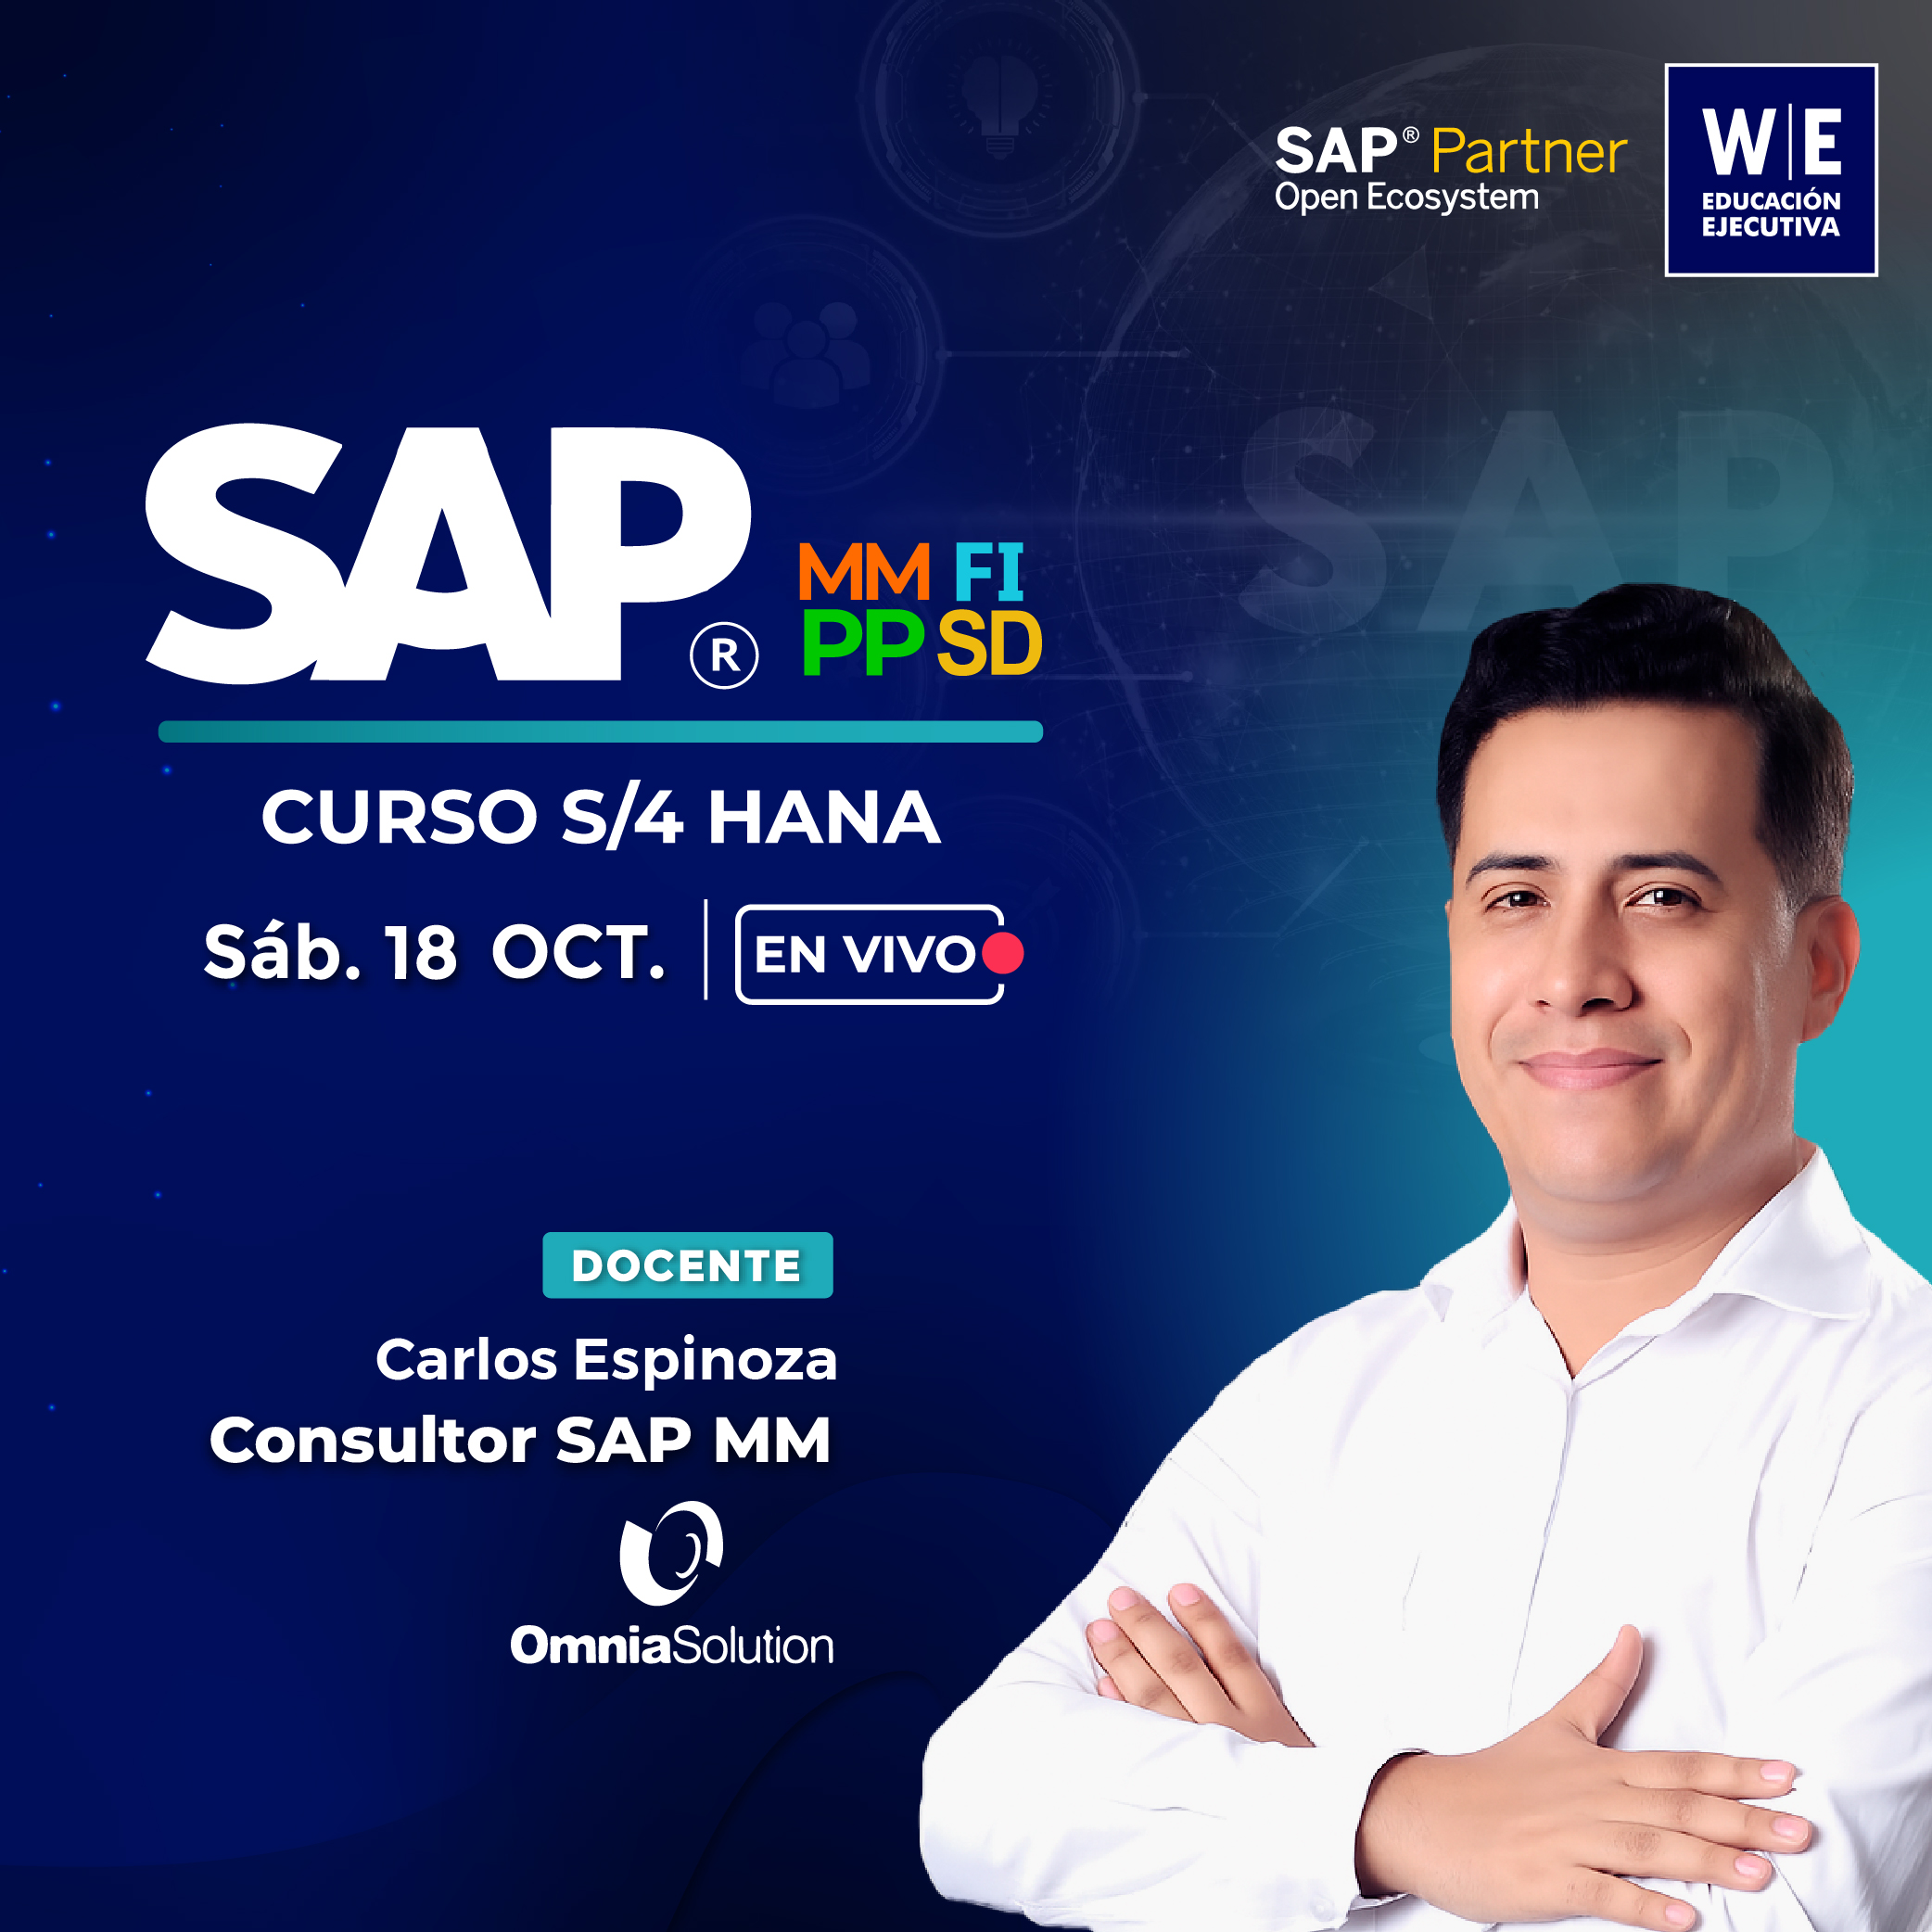 SAP® Partner
Open Ecosystem
W|E
EDUCACIÓN
EJECUTIVA
SAP
SAP®
MM FI
PP SD
CURSO S/4 HANA
Sáb. 18 OCT. | EN VIVO
DOCENTE
Carlos Espinoza
Consultor SAP MM
OmniaSolution